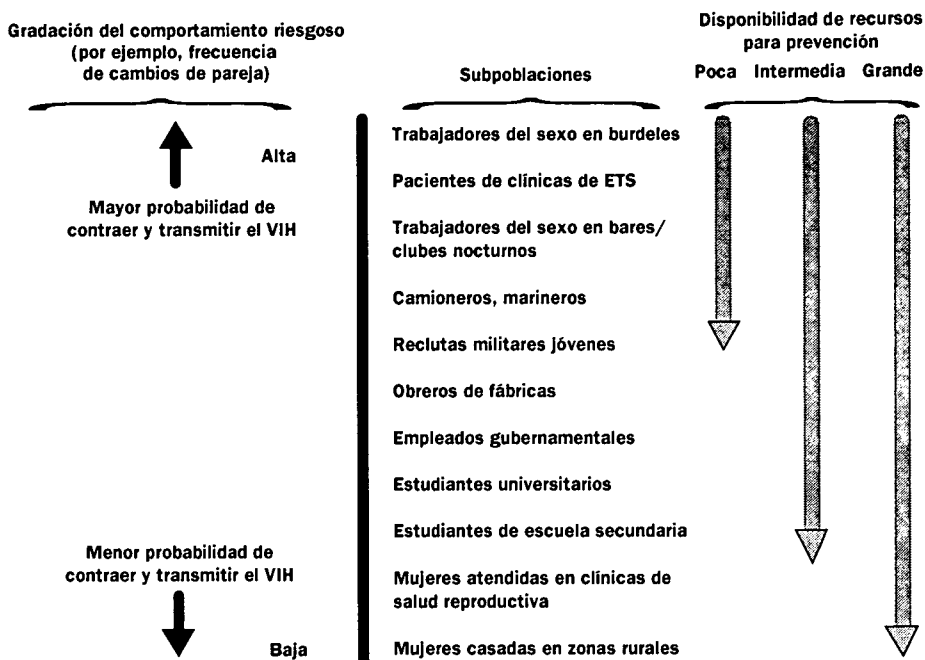 Gradación del comportamiento riesgoso
(por ejemplo, frecuencia
de cambios de pareja)
Subpoblaciones
Disponibilidad de recursos
para prevención
Poca Intermedia Grande
Alta
Mayor probabilidad de
contraer y transmitir el VIH
Trabajadores del sexo en burdeles
Pacientes de clínicas de ETS
Trabajadores del sexo en bares/
clubes nocturnos
Camioneros, marineros
Reclutas militares jóvenes
Obreros de fábricas
Empleados gubernamentales
Estudiantes universitarios
Estudiantes de escuela secundaria
Mujeres atendidas en clínicas de
salud reproductiva
Mujeres casadas en zonas rurales
Menor probabilidad de
contraer y transmitir el VIH
Baja